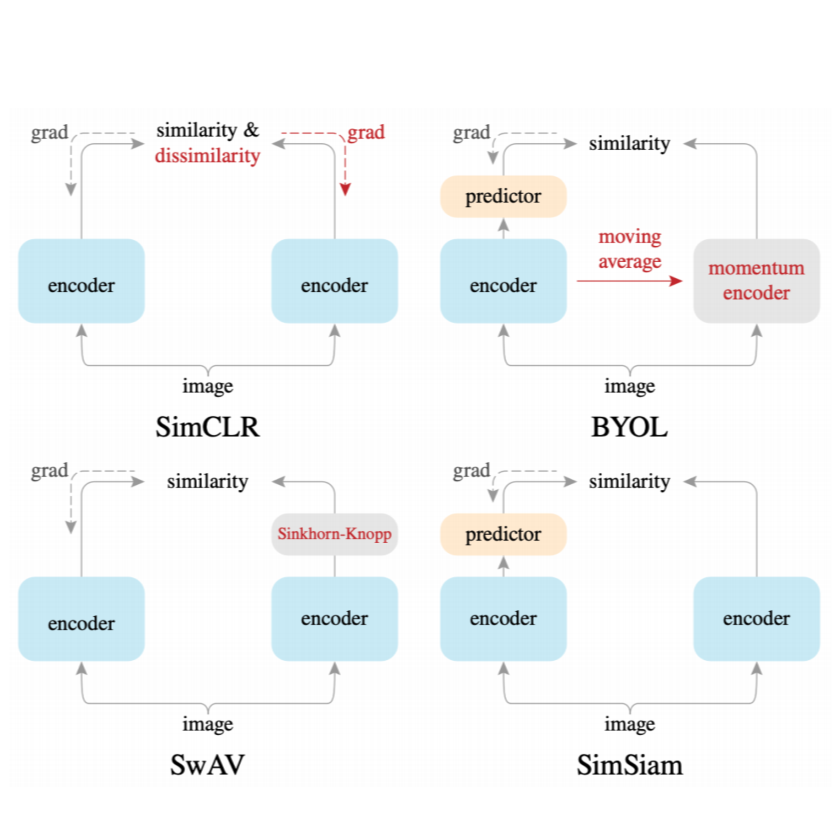 grad
similarity &
dissimilarity
grad
encoder
encoder
image
SimCLR
grad
similarity
predictor
moving
average
encoder
momentum
encoder
image
BYOL
grad
similarity
Sinkhorn-Knopp
encoder
encoder
image
SwAV
grad
similarity
predictor
encoder
encoder
image
SimSiam